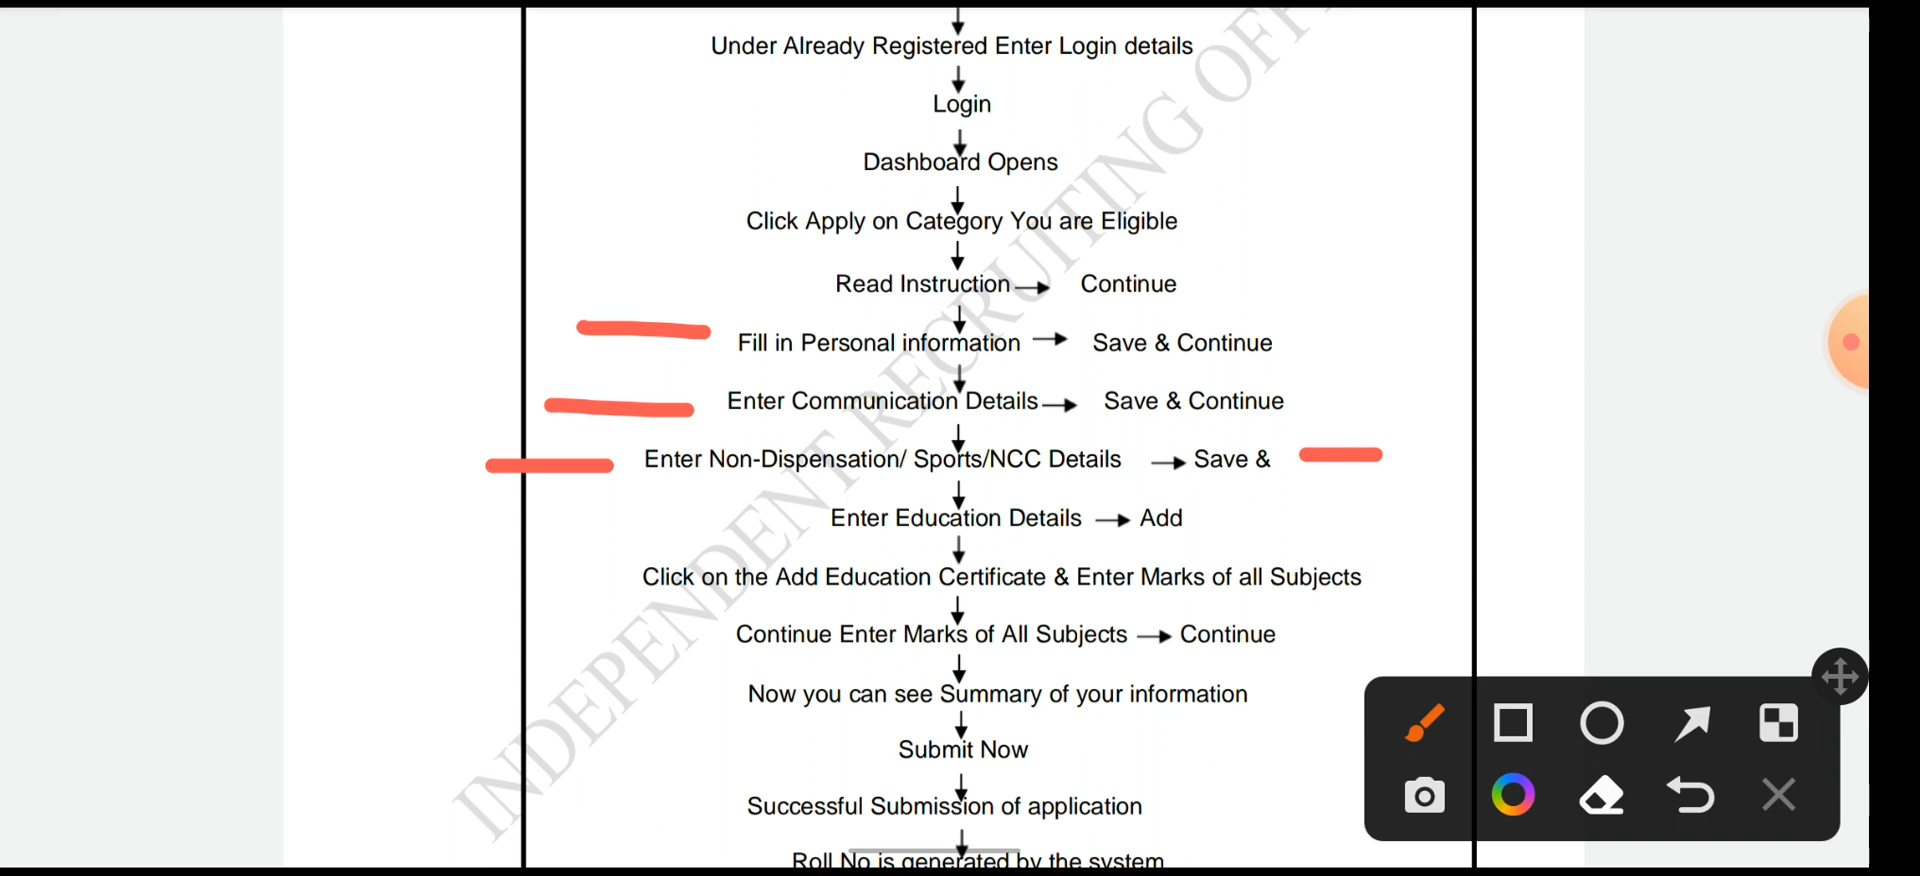 Under Already Registered Enter Login details
Login
Dashboard Opens
Click Apply on Category You are Eligible
Read Instruction → Continue
Fill in Personal information → Save & Continue
Enter Communication Details → Save & Continue
Enter Non-Dispensation/ Sports/NCC Details → Save &
Enter Education Details → Add
Click on the Add Education Certificate & Enter Marks of all Subjects
Continue Enter Marks of All Subjects → Continue
Now you can see Summary of your information
Submit Now
Successful Submission of application
Roll No is generated by the system
INDEPENDENT RECRUITING